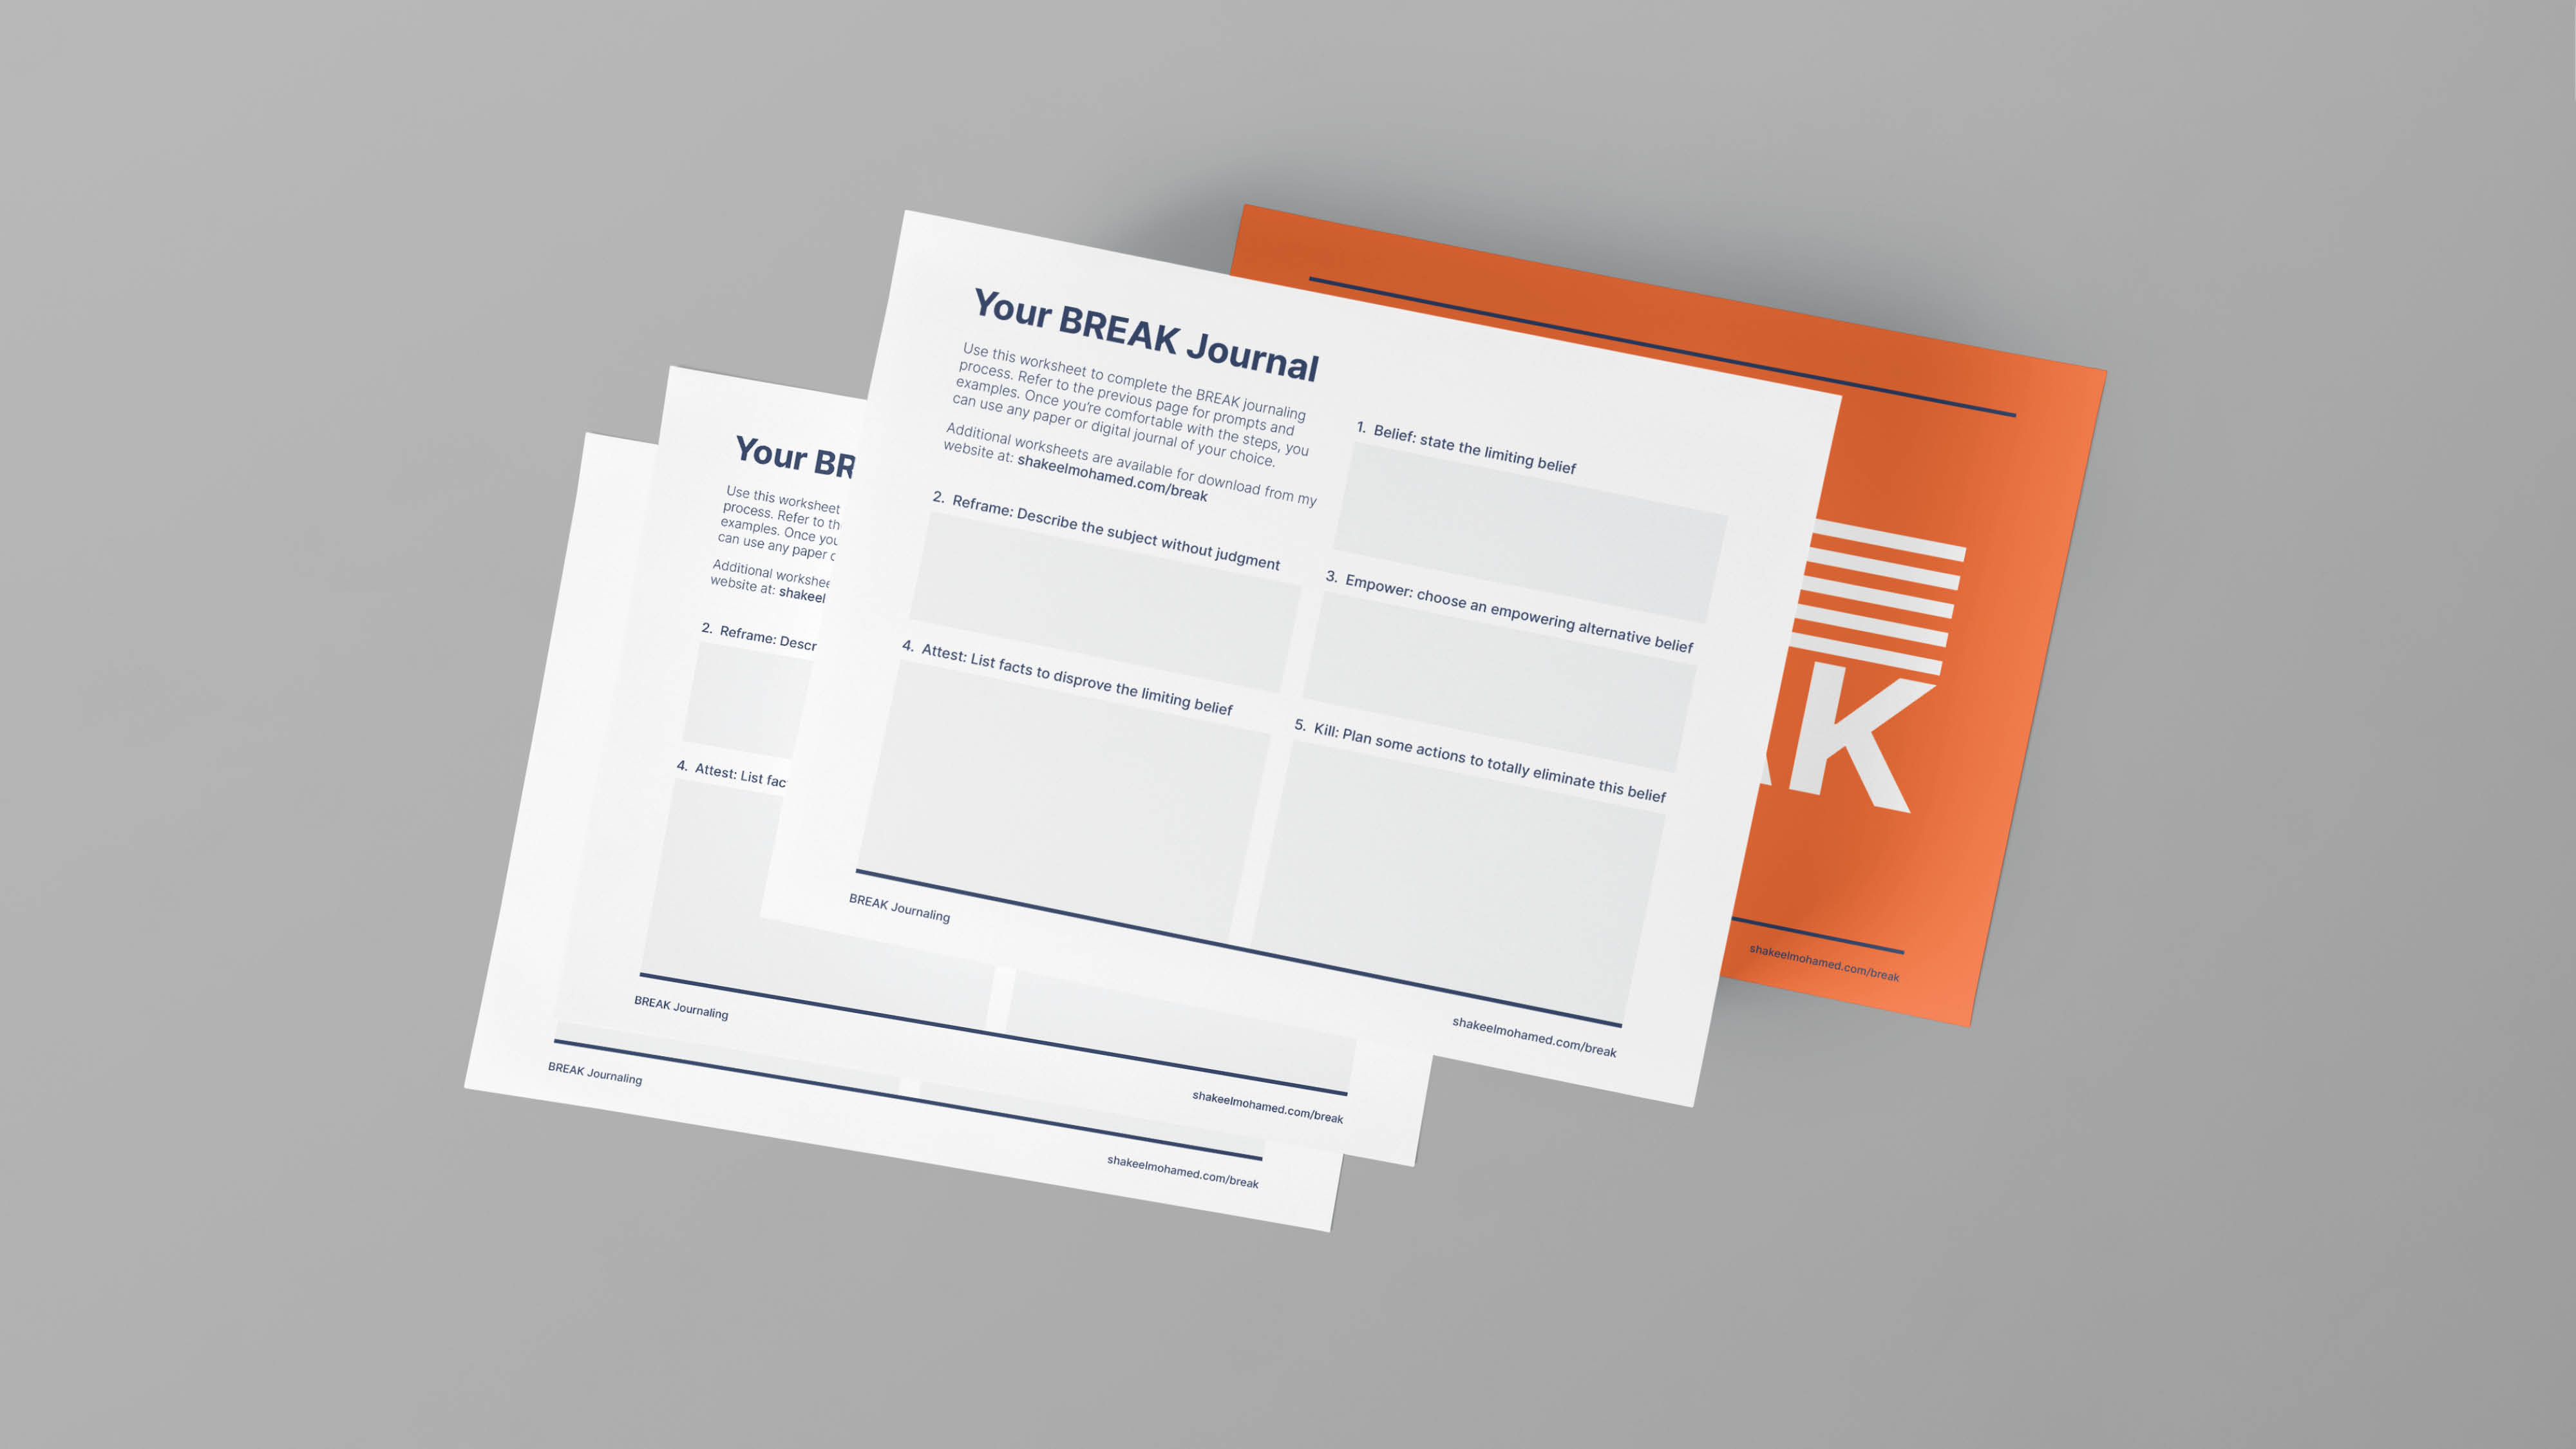 Your BREAK Journal
Use this worksheet to complete the BREAK journaling
process. Refer to the previous page for prompts and
examples. Once you're comfortable with the steps, you
can use any paper or digital journal of your choice.
Additional worksheets are available for download from my
website at: shakeelmohamed.com/break
1. Belief: state the limiting belief
2. Reframe: Describe the subject without judgment
3. Empower: choose an empowering alternative belief
4. Attest: List facts to disprove the limiting belief
5. Kill: Plan some actions to totally eliminate this belief
BREAK Journaling
shakeelmohamed.com/break
Your BR
Use this worksheet
process. Refer to th
examples. Once you
can use any paper
Additional workshee
website at: shakeel
2. Reframe: Descr
4. Attest: List fac
BREAK Journaling
shakeelmohamed.com/break
BREAK Journaling
shakeelmohamed.com/break
K
shakeelmohamed.com/break